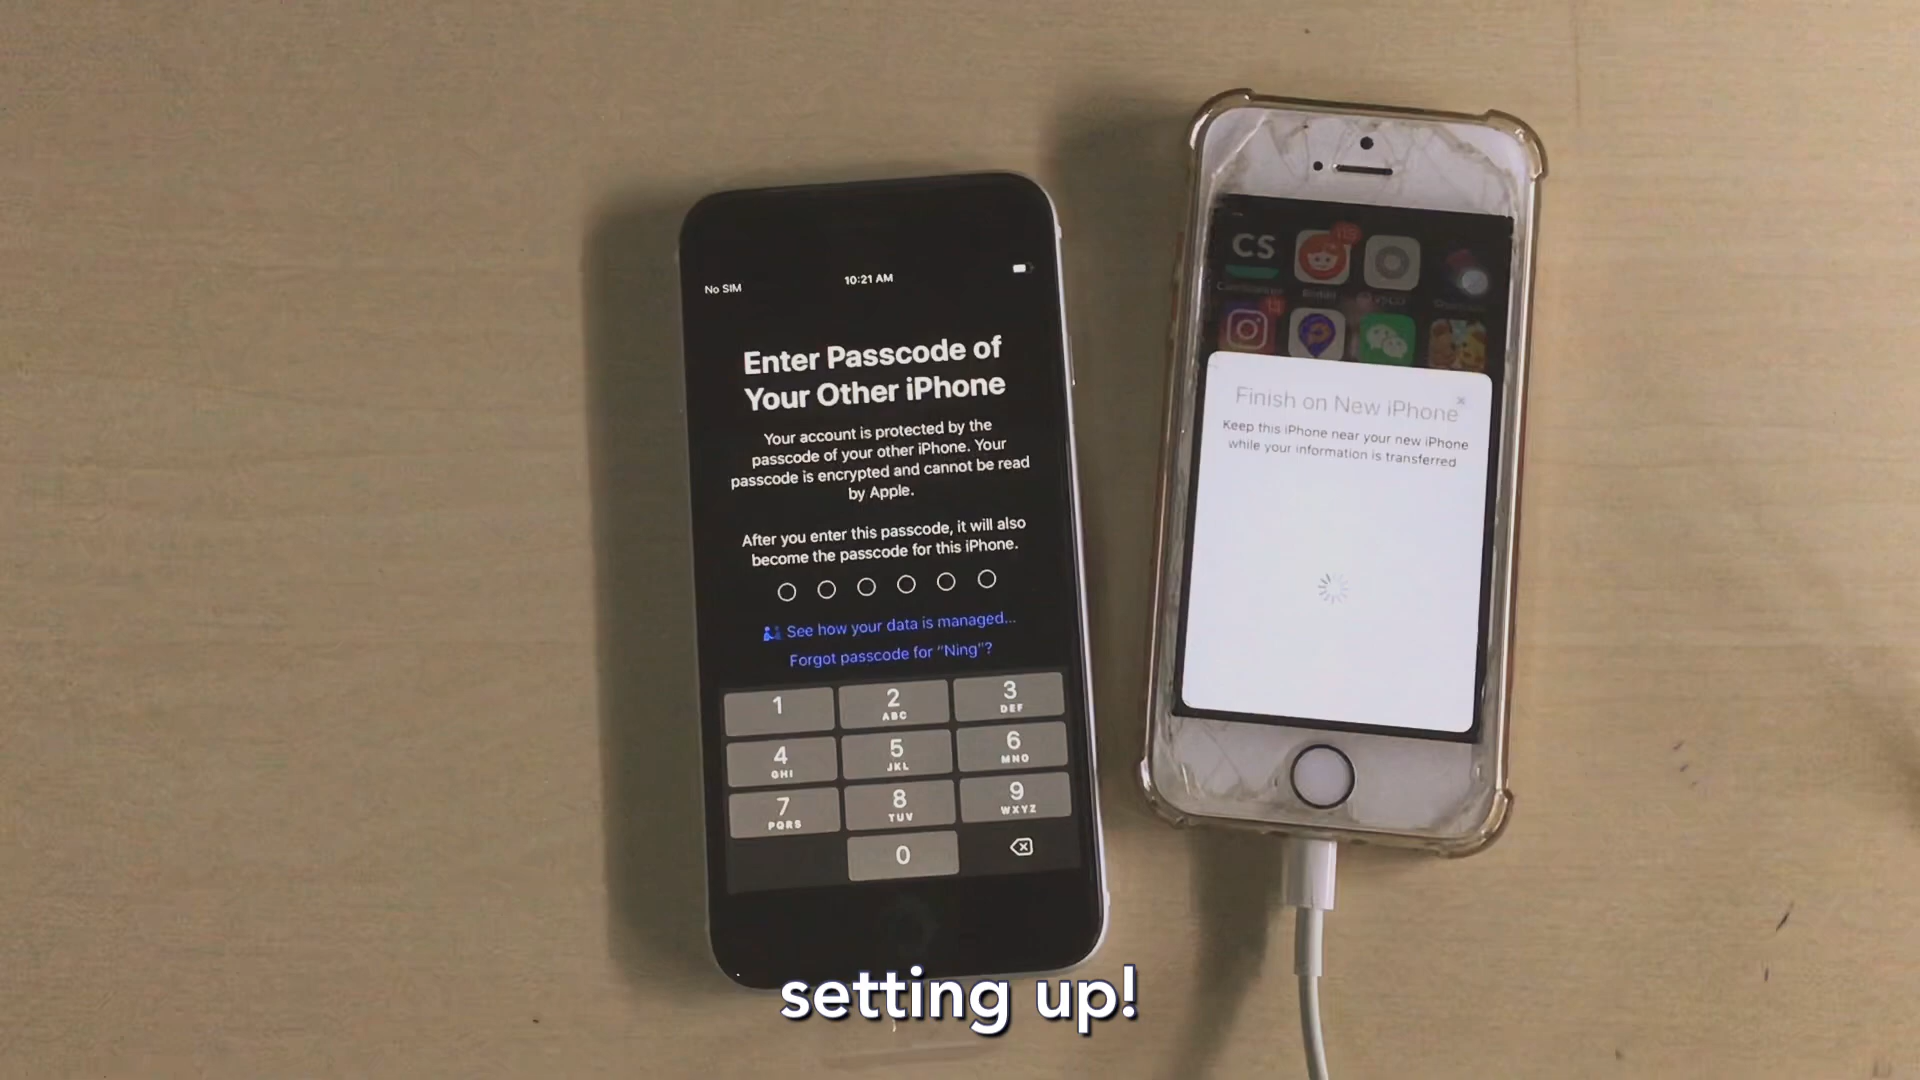 No SIM
10:21 AM
Enter Passcode of
Your Other iPhone
Your account is protected by the
passcode of your other iPhone. Your
passcode is encrypted and cannot be read
by Apple.
After you enter this passcode, it will also
become the passcode for this iPhone.
See how your data is managed...
Forgot passcode for “Ning”?
1
2
ABC
3
DEF
4
GHI
5
JKL
6
MNO
7
PQRS
8
TUV
9
WXYZ
0
CS
Reddit
Finish on New iPhone
Keep this iPhone near your new iPhone
while your information is transferred
setting up!